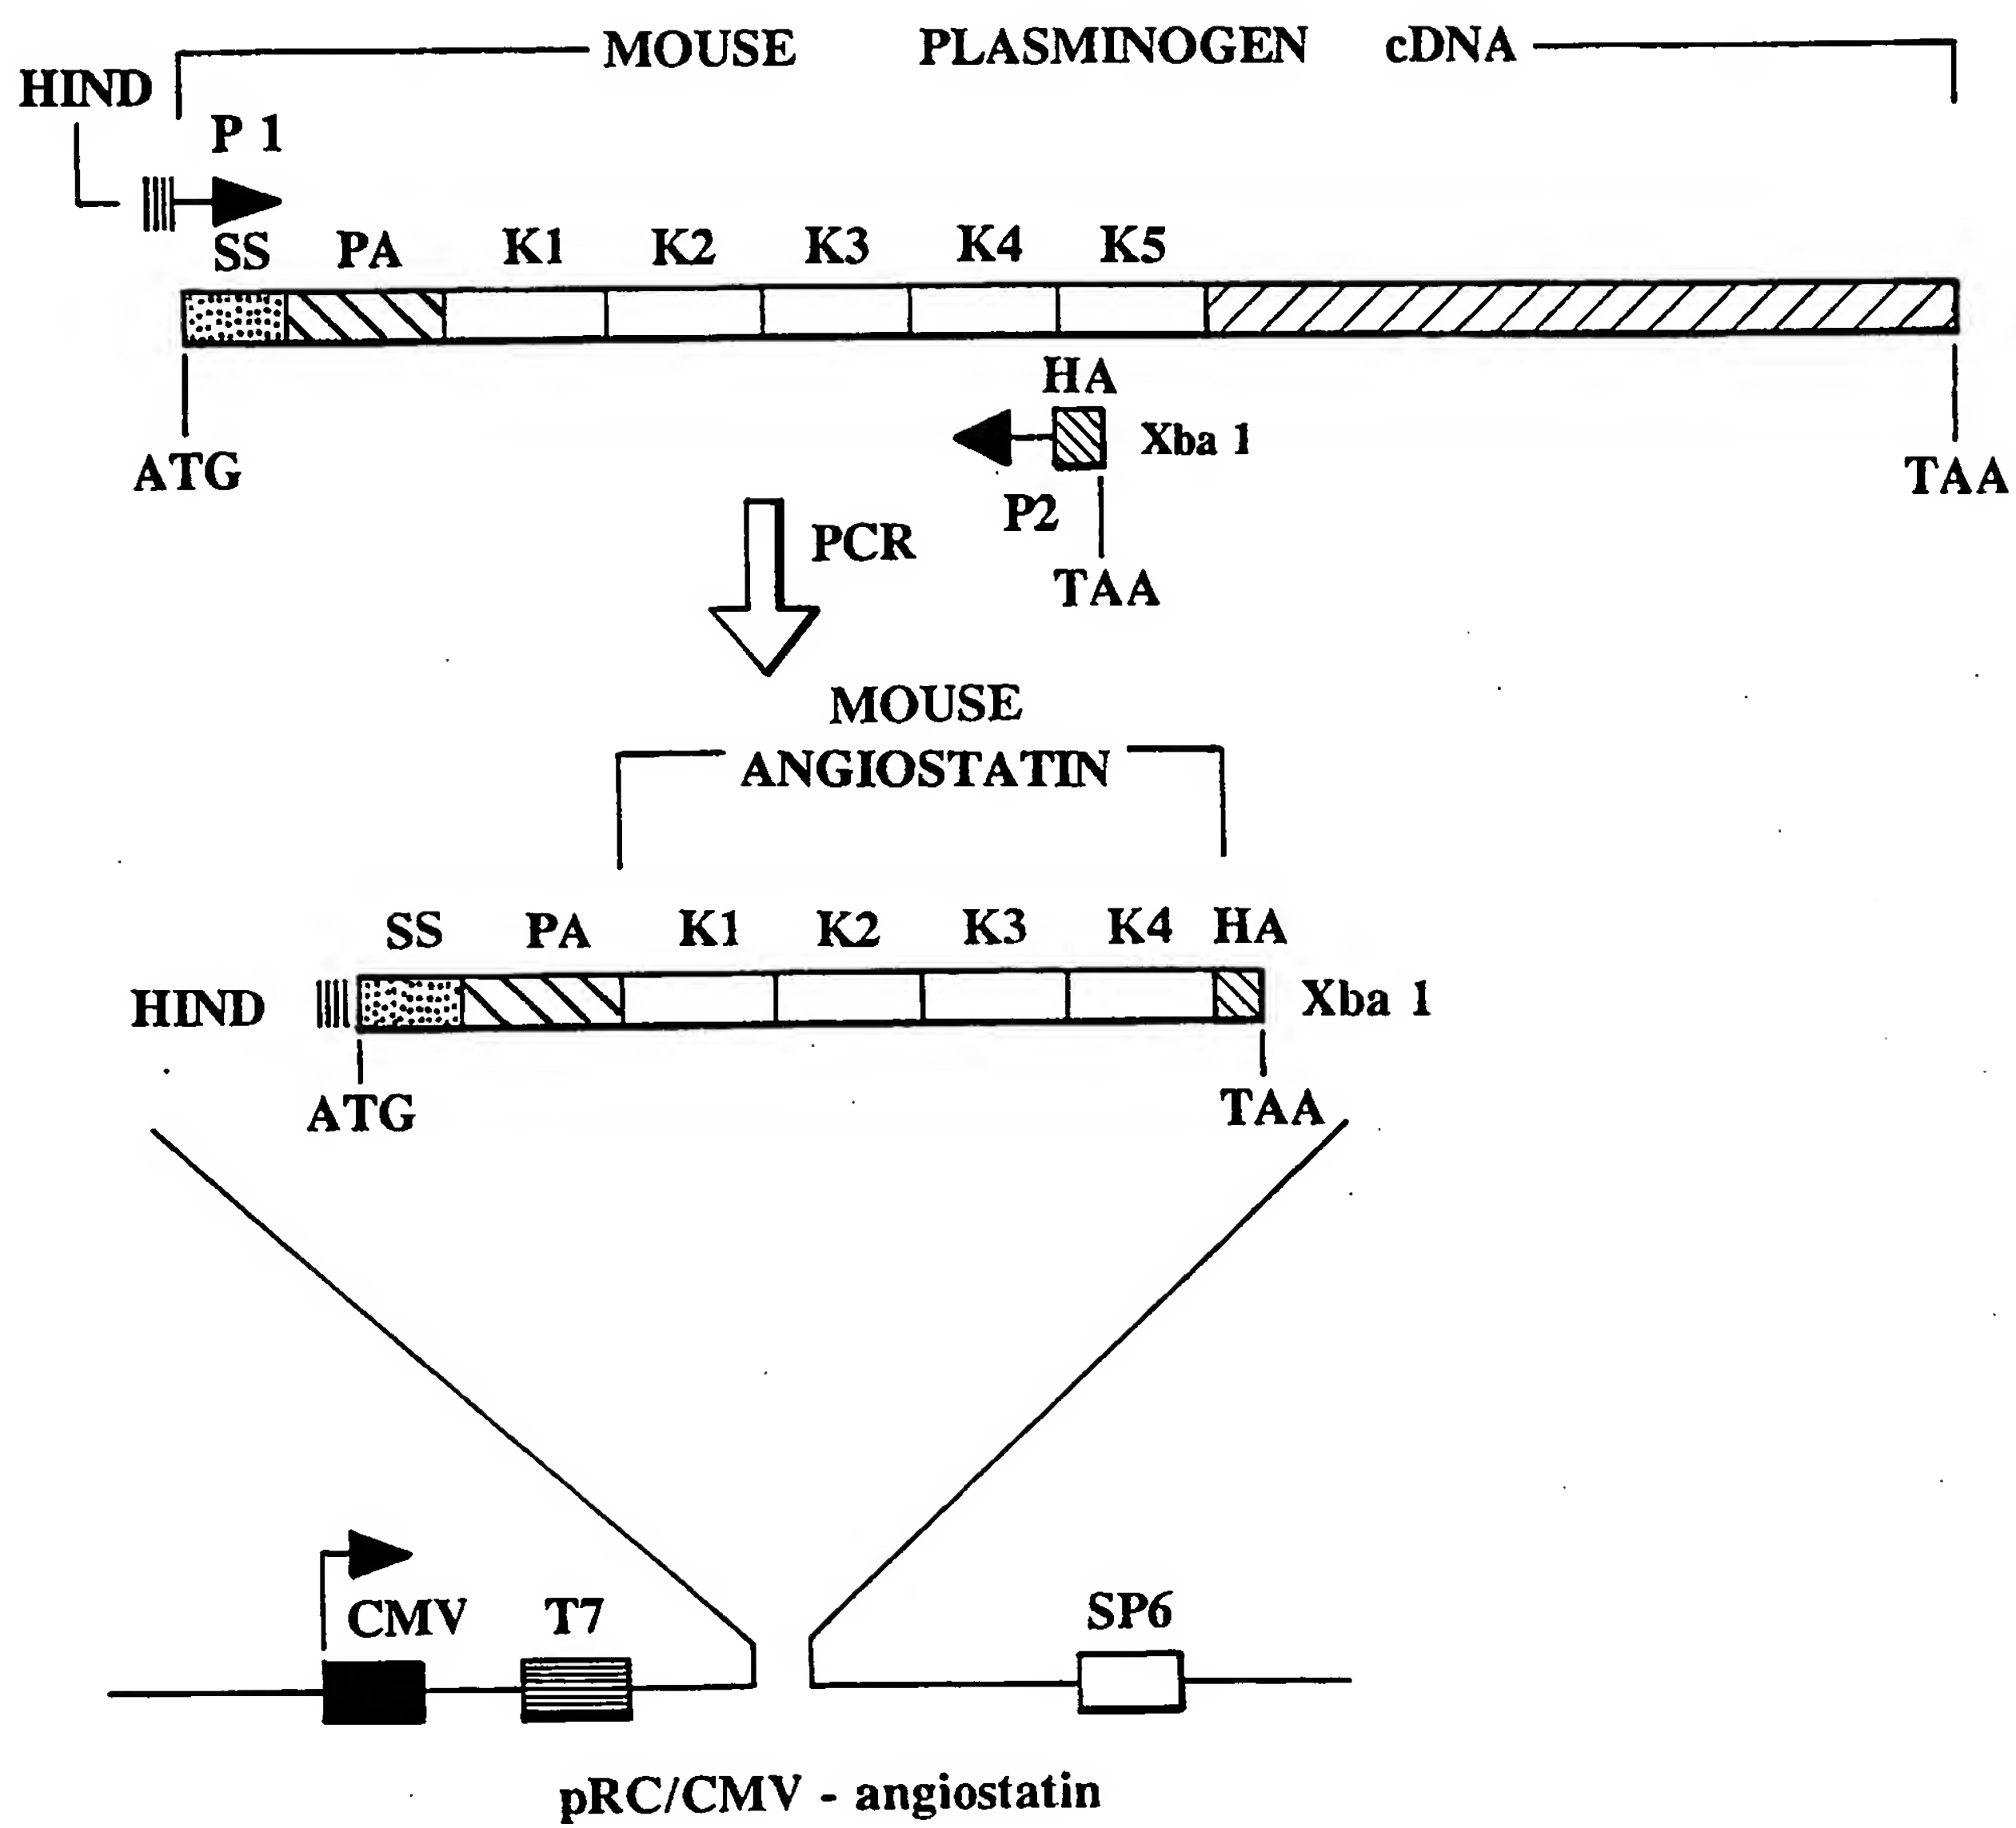 MOUSE PLASMINOGEN cDNA
HIND
P 1
SS PA K1 K2 K3 K4 K5
HA
Xba 1
ATG
TAA
P2
PCR
TAA
MOUSE
ANGIOSTATIN
SS PA K1 K2 K3 K4 HA
HIND
Xba 1
ATG
TAA
CMV T7 SP6
pRC/CMV - angiostatin